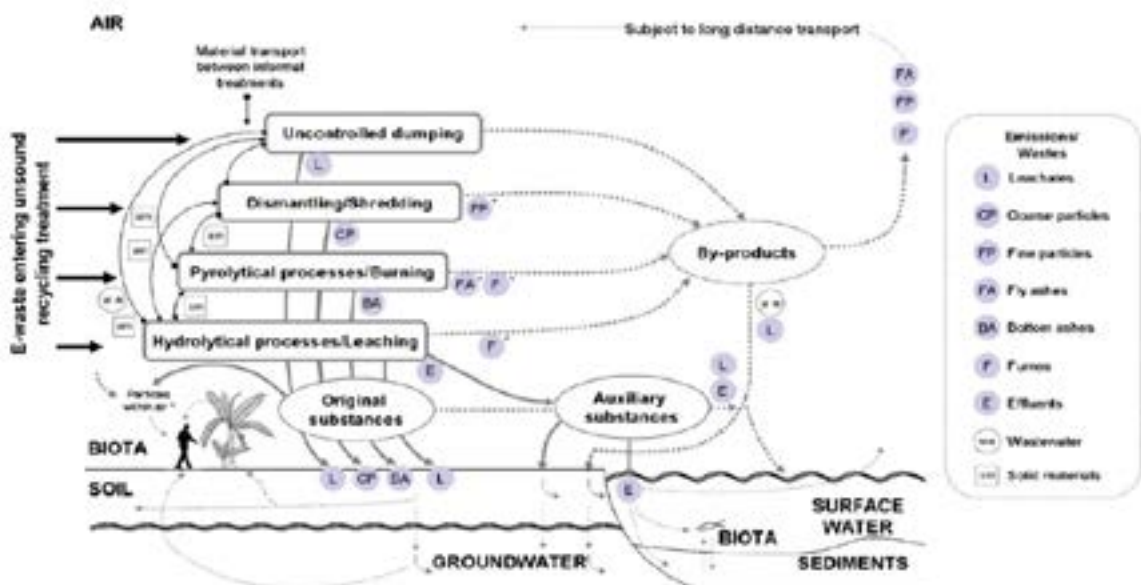 AIR
Subject to long distance transport
Material transport
between informal
treatments
FA
FP
F
E-waste entering unsound
recycling treatment
Uncontrolled dumping
L
Dismantling/Shredding
FP
CP
Pyrolytical processes/Burning
FA F
BA
Hydrolytical processes/Leaching
F
E
By-products
L
L
E
Particles
Original
substances
Auxiliary
substances
BIOTA
SOIL
L CP BA L
E
SURFACE
WATER
BIOTA
GROUNDWATER
SEDIMENTS
Emissions/
Wastes
L Leachates
CP Coarse particles
FP Fine particles
FA Fly ashes
BA Bottom ashes
F Fumes
E Effluents
Wastewater
Solid materials